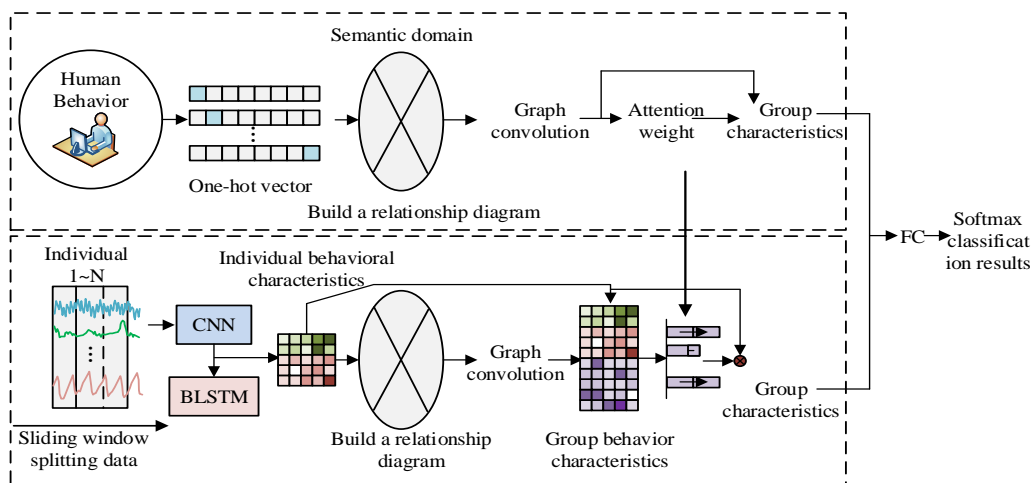 Semantic domain
Human
Behavior
One-hot vector
Build a relationship diagram
Graph
convolution
Attention
weight
Group
characteristics
Individual
1~N
Sliding window
splitting data
CNN
BLSTM
Individual behavioral
characteristics
Build a relationship
diagram
Graph
convolution
Group behavior
characteristics
Group
characteristics
FC
Softmax
classificat
ion results